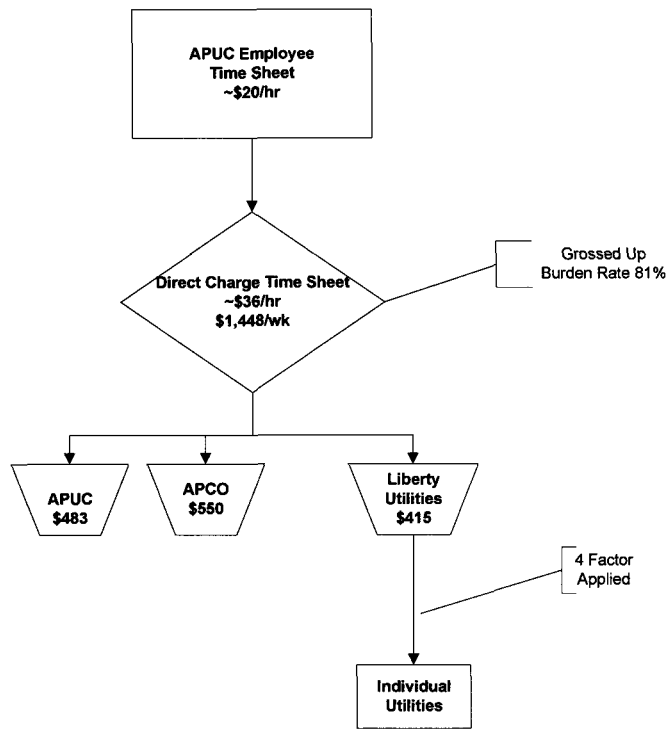 APUC Employee
Time Sheet
~$20/hr
Direct Charge Time Sheet
~$36/hr
$1,448/wk
Grossed Up
Burden Rate 81%
APUC
$483
APCO
$550
Liberty
Utilities
$415
4 Factor
Applied
Individual
Utilities